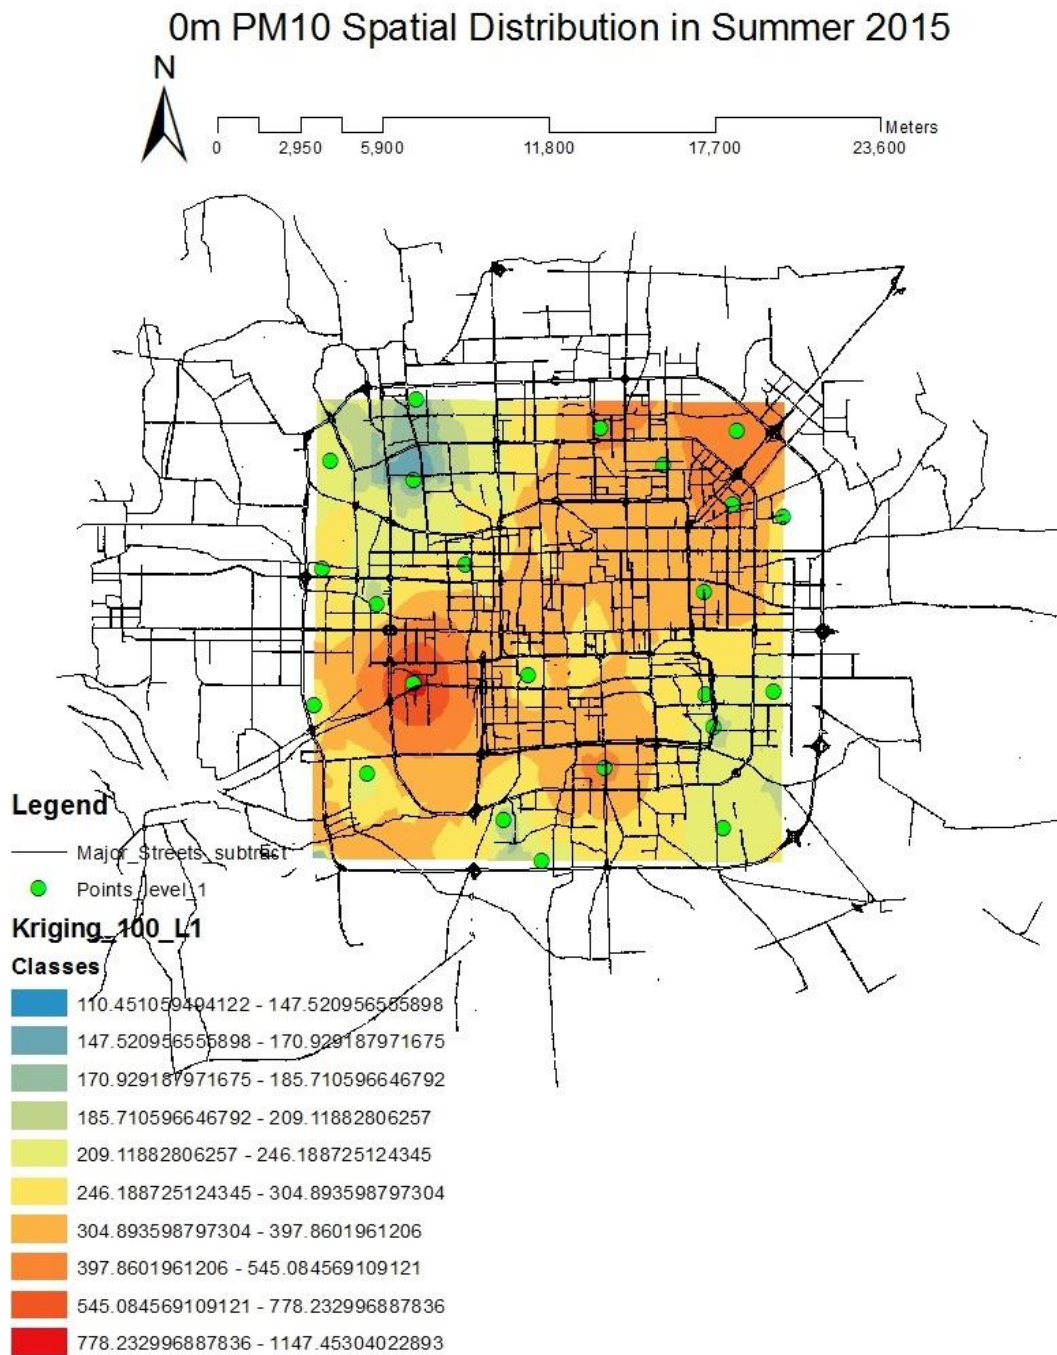 0m PM10 Spatial Distribution in Summer 2015
N
Meters
0 2,950 5,900 11,800 17,700 23,600
Legend
Major_Streets_subtract
Points_level_1
Kriging_100_L1
Classes
110.451059494122 - 147.520956555898
147.520956555898 - 170.929187971675
170.929187971675 - 185.710596646792
185.710596646792 - 209.11882806257
209.11882806257 - 246.188725124345
246.188725124345 - 304.893598797304
304.893598797304 - 397.8601961206
397.8601961206 - 545.084569109121
545.084569109121 - 778.232996887836
778.232996887836 - 1147.45304022893